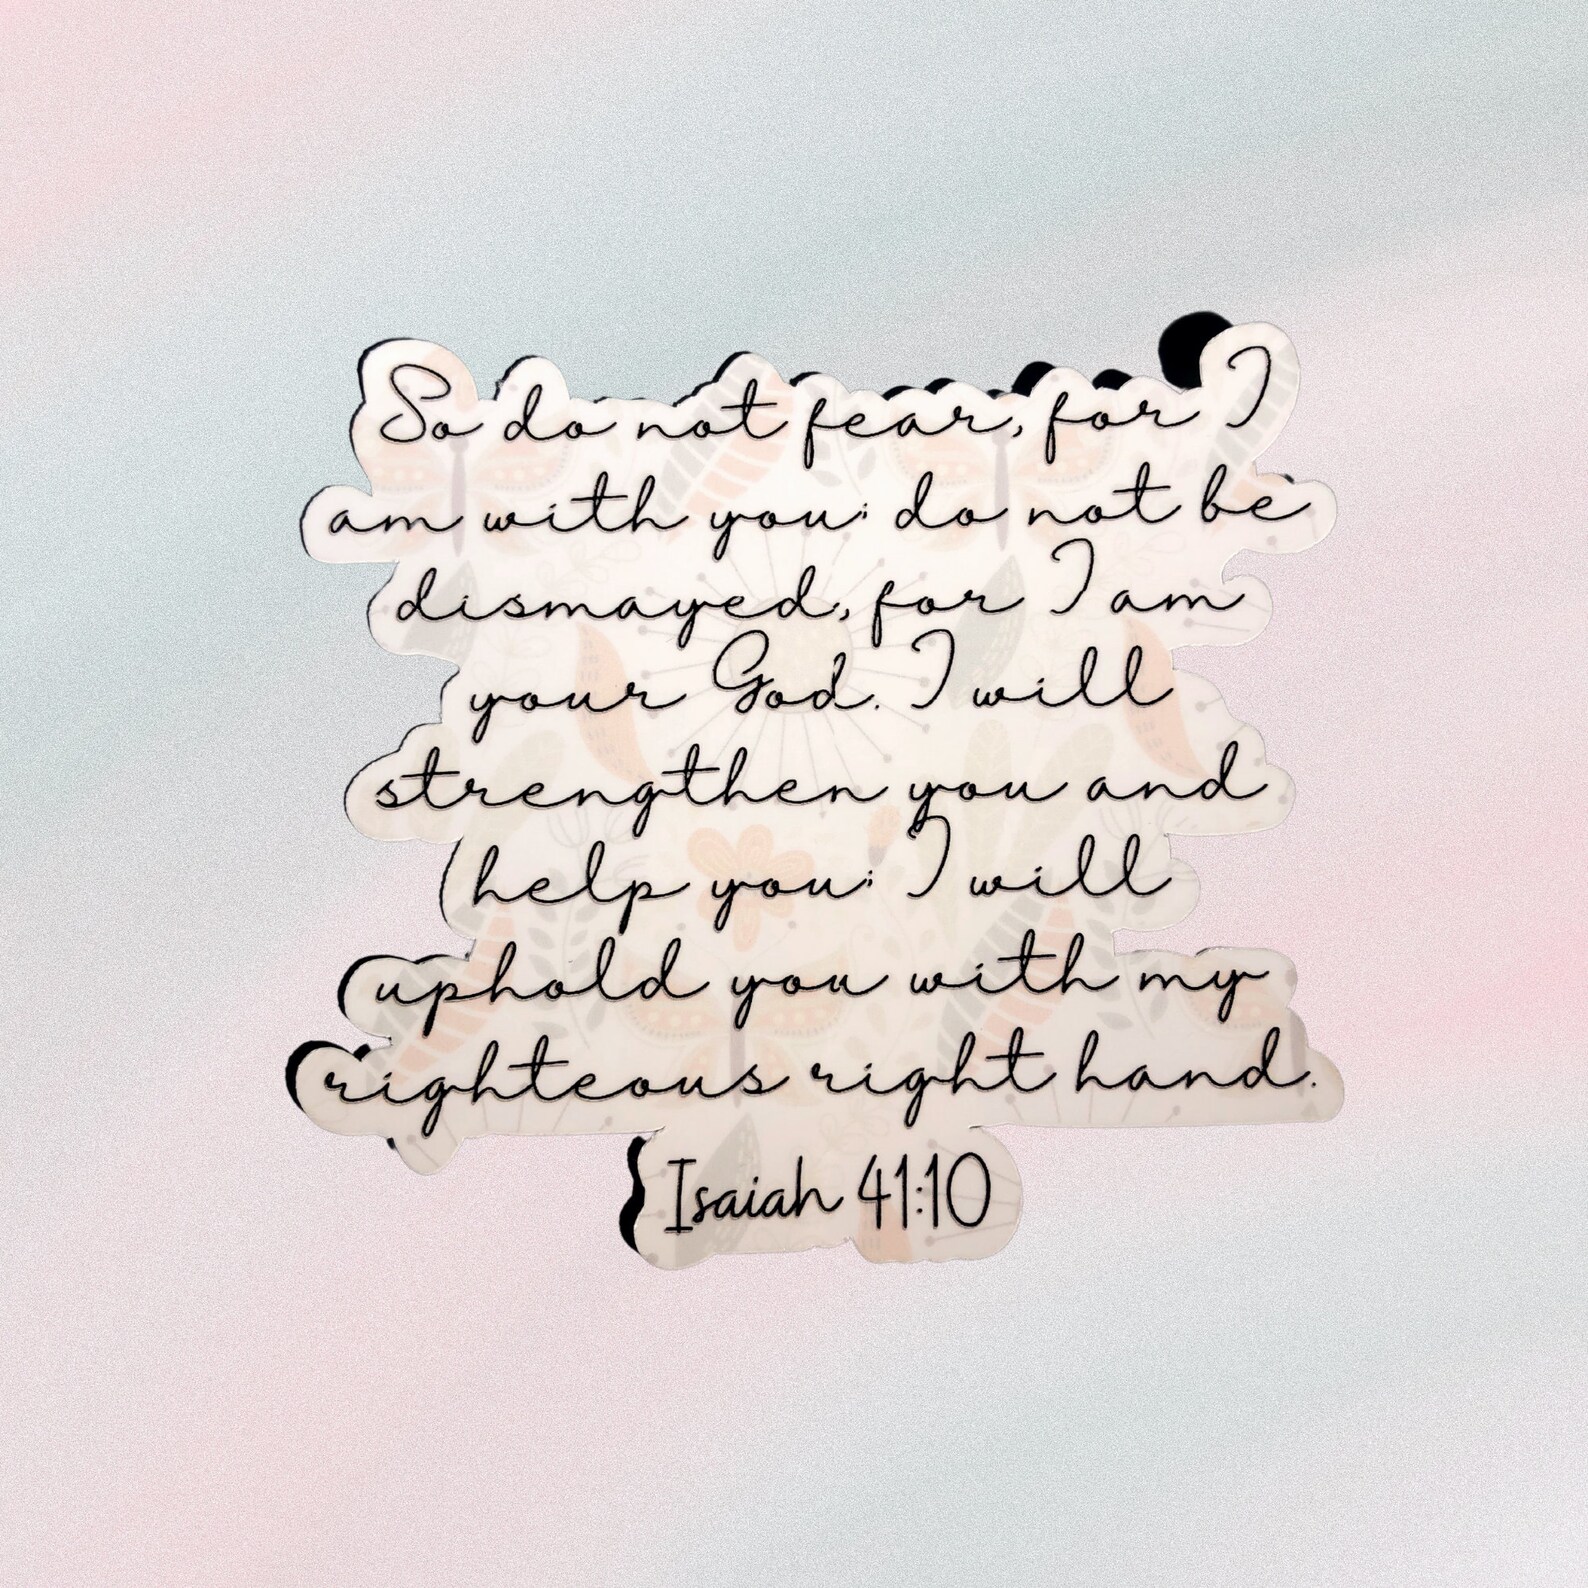 So do not fear, for I
am with you; do not be
dismayed, for I am
your God. I will
strengthen you and
help you; I will
uphold you with my
righteous right hand.
Isaiah 41:10